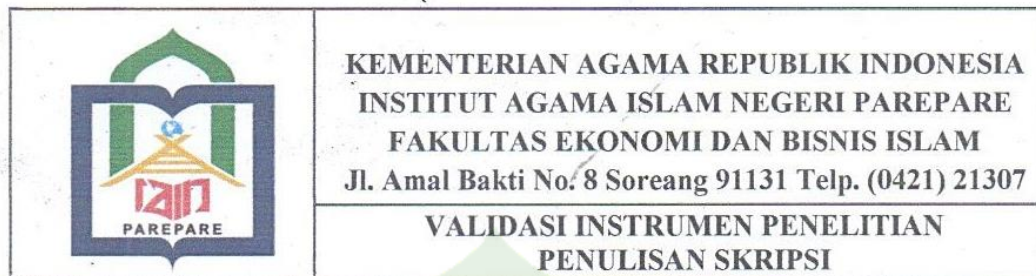 iain
PAREPARE
KEMENTERIAN AGAMA REPUBLIK INDONESIA
INSTITUT AGAMA ISLAM NEGERI PAREPARE
FAKULTAS EKONOMI DAN BISNIS ISLAM
Jl. Amal Bakti No. 8 Soreang 91131 Telp. (0421) 21307
VALIDASI INSTRUMEN PENELITIAN
PENULISAN SKRIPSI